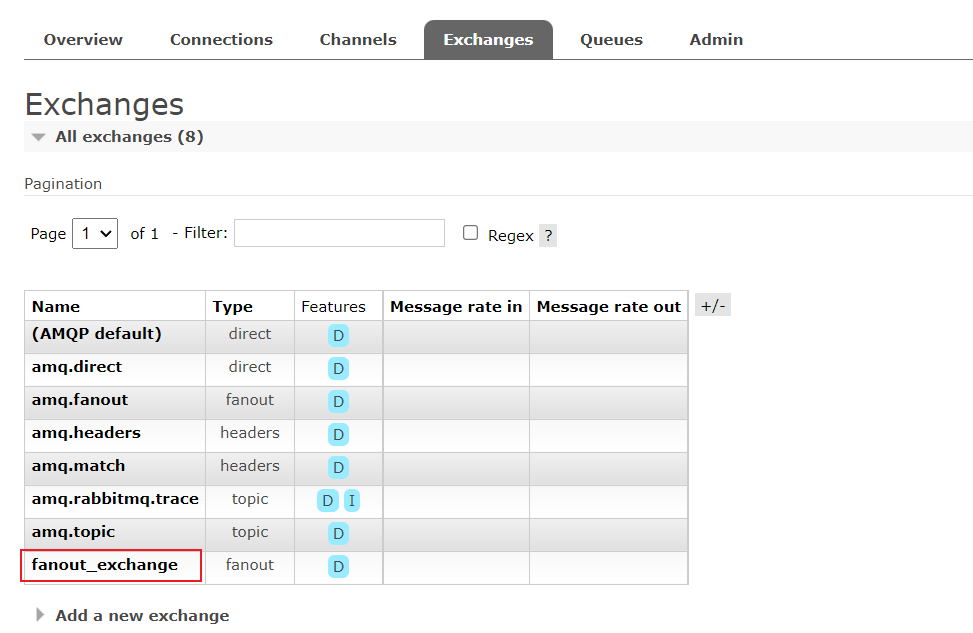 Overview Connections Channels Exchanges Queues Admin
Exchanges
All exchanges (8)
Pagination
Page 1 of 1 - Filter: Regex ?
Name Type Features Message rate in Message rate out +/-
(AMQP default) direct D
amq.direct direct D
amq.fanout fanout D
amq.headers headers D
amq.match headers D
amq.rabbitmq.trace topic D I
amq.topic topic D
fanout_exchange fanout D
Add a new exchange